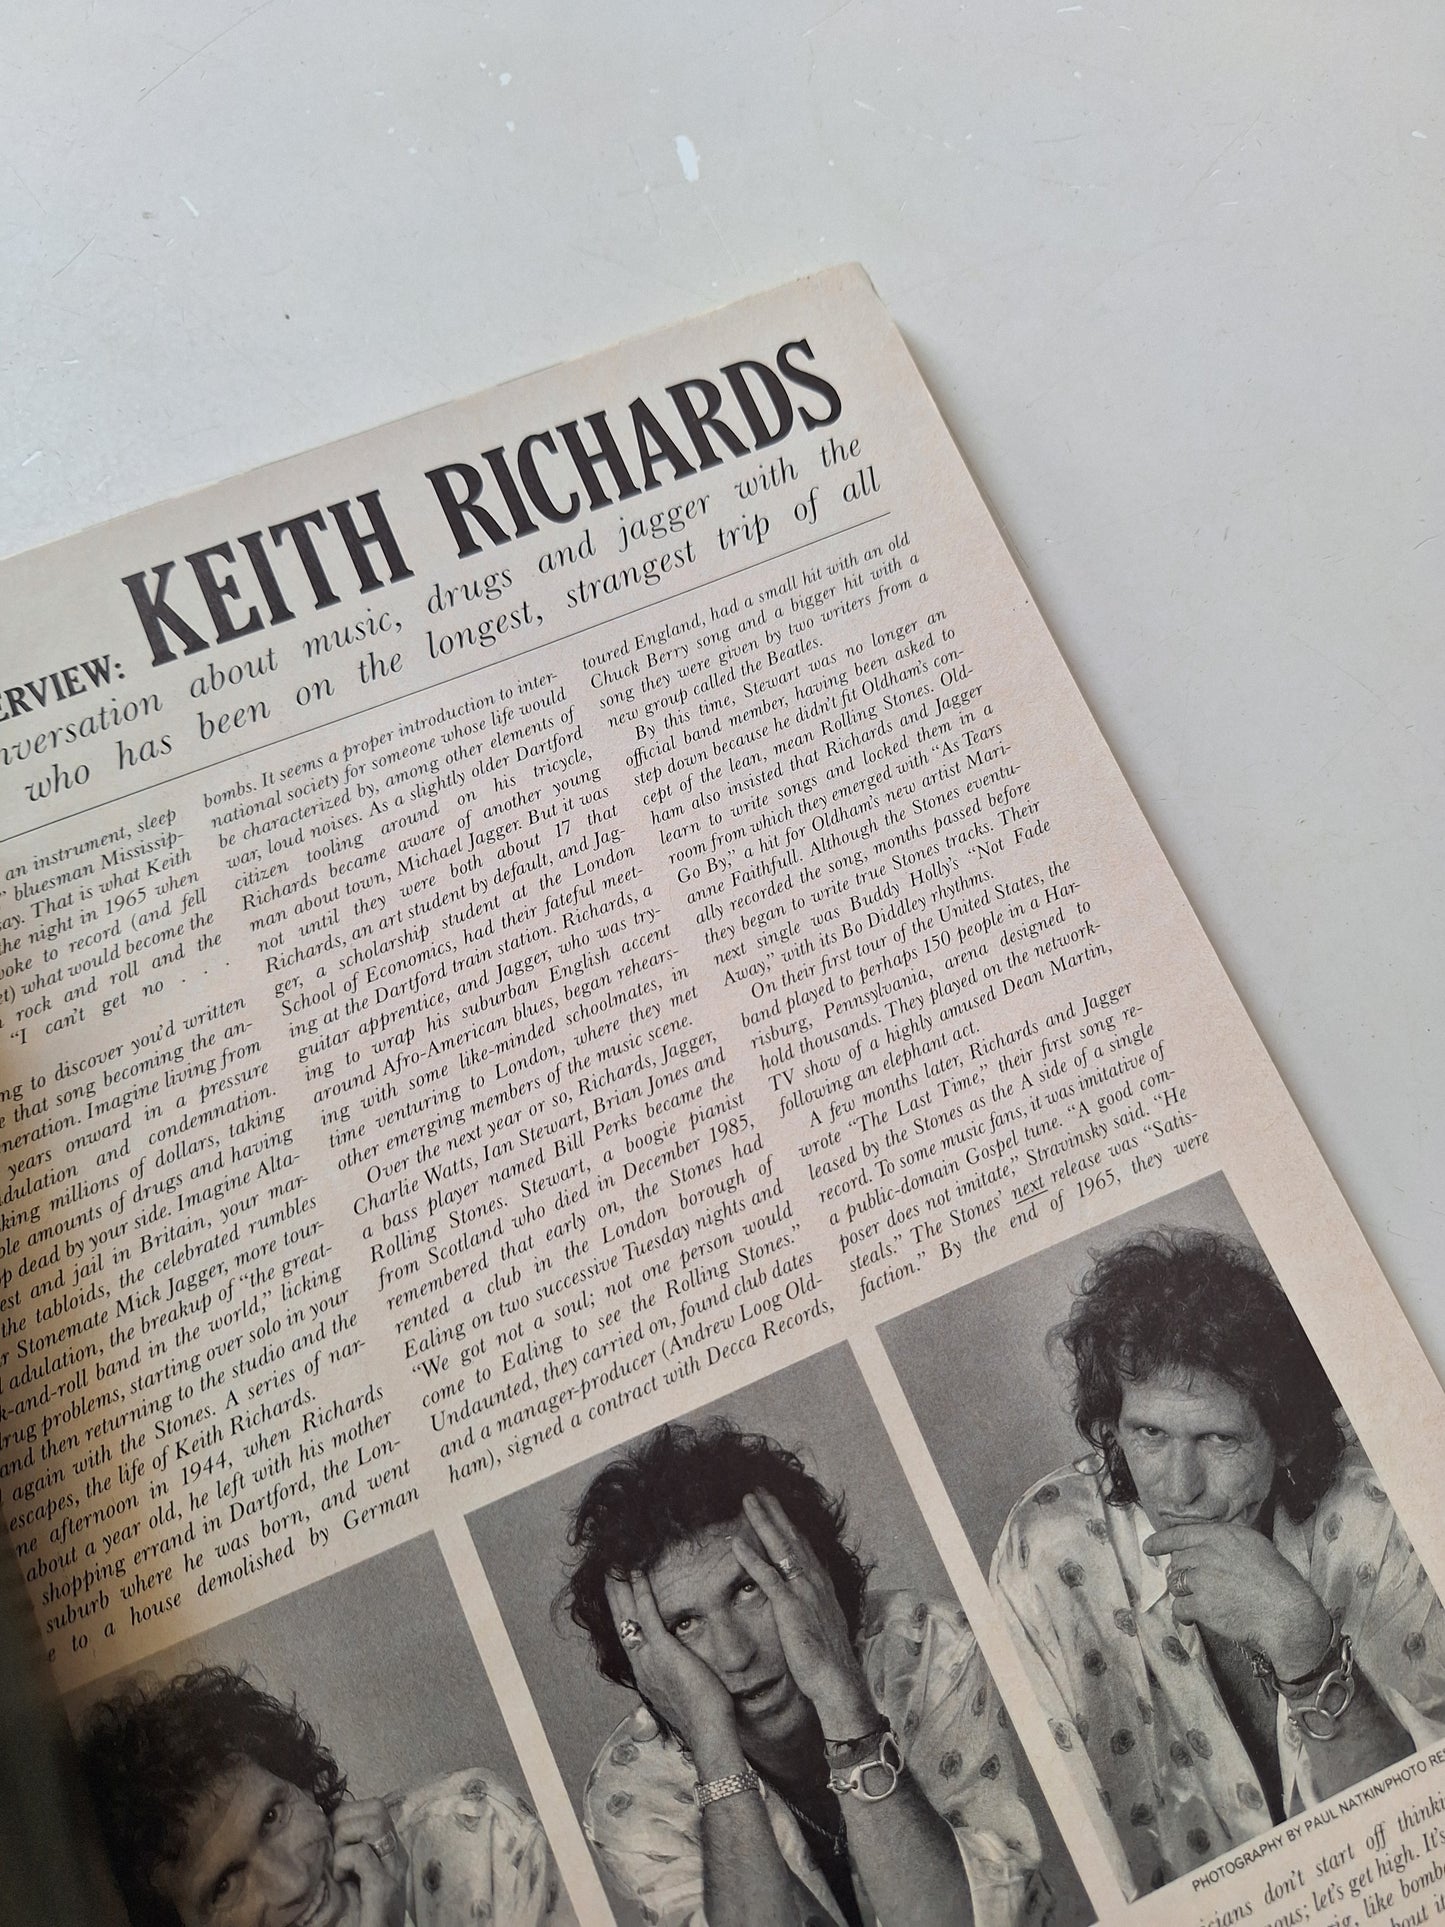 ERVIEW: KEITH RICHARDS
nversation about music, drugs and jagger with the
who has been on the longest, strangest trip of all
an instrument, sleep
bluesman Mississip-
say. That is what Keith
the night in 1965 when
woke to record (and fell
what would become the
rock and roll and the
“I can’t get no . . .
to discover you’d written
that song becoming the an-
Imagine living from
years onward in a pressure
adulation and condemnation.
millions of dollars, taking
amounts of drugs and having
dead by your side. Imagine Alta-
and jail in Britain, your mar-
the tabloids, the celebrated rumbles
Stonemate Mick Jagger, more tour-
adulation, the breakup of “the great-
k-and-roll band in the world,” licking
drug problems, starting over solo in your
and then returning to the studio and the
again with the Stones. A series of nar-
escapes, the life of Keith Richards.
ne afternoon in 1944, when Richards
about a year old, he left with his mother
shopping errand in Dartford, the Lon-
suburb where he was born, and went
e to a house demolished by German
bombs. It seems a proper introduction to inter-
national society for someone whose life would
be characterized by, among other elements of
war, loud noises. As a slightly older Dartford
citizen tooling around on his tricycle,
Richards became aware of another young
man about town, Michael Jagger. But it was
not until they were both about 17 that
Richards, an art student by default, and Jag-
ger, a scholarship student at the London
School of Economics, had their fateful meet-
ing at the Dartford train station. Richards, a
guitar apprentice, and Jagger, who was try-
ing to wrap his suburban English accent
around Afro-American blues, began rehears-
ing with some like-minded schoolmates, in
time venturing to London, where they met
other emerging members of the music scene.
Over the next year or so, Richards, Jagger,
Charlie Watts, Ian Stewart, Brian Jones and
a bass player named Bill Perks became the
Rolling Stones. Stewart, a boogie pianist
from Scotland who died in December 1985,
remembered that early on, the Stones had
rented a club in the London borough of
Ealing on two successive Tuesday nights and
“We got not a soul; not one person would
come to Ealing to see the Rolling Stones.”
Undaunted, they carried on, found club dates
and a manager-producer (Andrew Loog Old-
ham), signed a contract with Decca Records,
toured England, had a small hit with an old
Chuck Berry song and a bigger hit with a
song they were given by two writers from a
new group called the Beatles.
By this time, Stewart was no longer an
official band member, having been asked to
step down because he didn’t fit Oldham’s con-
cept of the lean, mean Rolling Stones. Old-
ham also insisted that Richards and Jagger
learn to write songs and locked them in a
room from which they emerged with “As Tears
Go By,” a hit for Oldham’s new artist Mari-
anne Faithfull. Although the Stones eventu-
ally recorded the song, months passed before
they began to write true Stones tracks. Their
next single was Buddy Holly’s “Not Fade
Away,” with its Bo Diddley rhythms.
On their first tour of the United States, the
band played to perhaps 150 people in a Har-
risburg, Pennsylvania, arena designed to
hold thousands. They played on the network-
TV show of a highly amused Dean Martin,
following an elephant act.
A few months later, Richards and Jagger
wrote “The Last Time,” their first song re-
leased by the Stones as the A side of a single
record. To some music fans, it was imitative of
a public-domain Gospel tune. “A good com-
poser does not imitate,” Stravinsky said. “He
steals.” The Stones’ next release was “Satis-
faction.” By the end of 1965, they were
PHOTOGRAPHY BY PAUL NATKIN/PHOTO RE
icians don’t start off thinki
ous; let’s get high. It’s
like bombe
bout it